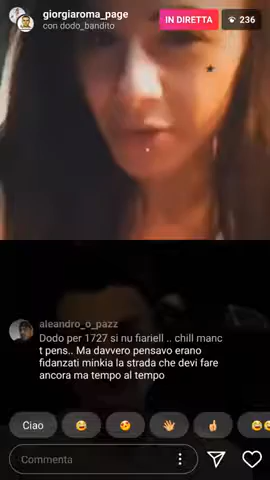 giorgiaroma_page
con dodo_bandito
IN DIRETTA
236
aleandro_o_pazz
Dodo per 1727 si nu fiariell .. chill manc
t pens.. Ma davvero pensavo erano
fidanzati minkia la strada che devi fare
ancora ma tempo al tempo
Ciao
Commenta